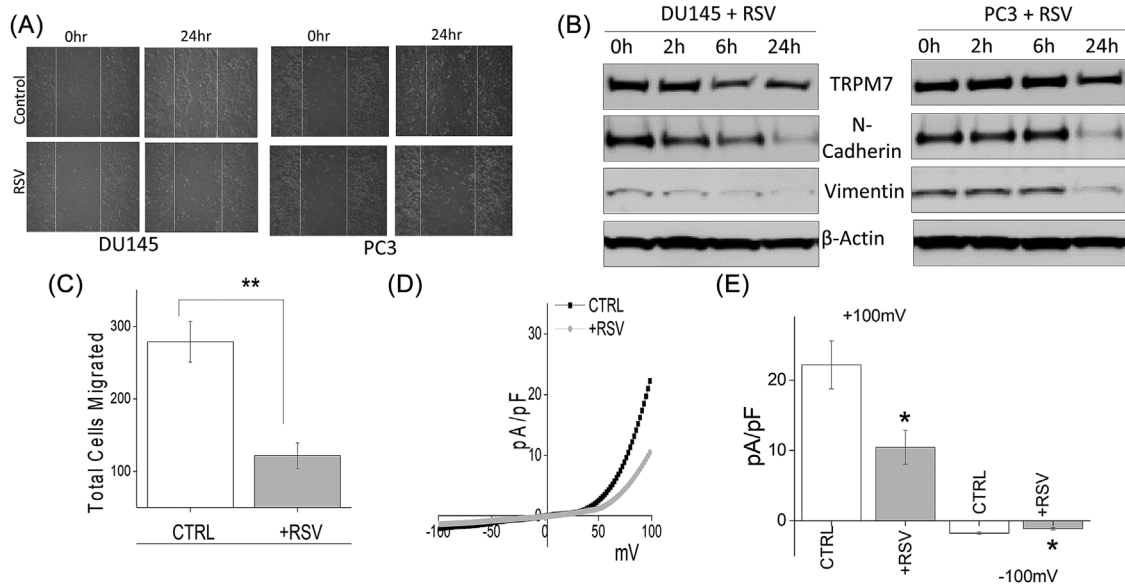 (A)
0hr
24hr
0hr
24hr
Control
RSV
DU145
PC3
(B)
DU145 + RSV
PC3 + RSV
0h 2h 6h 24h
0h 2h 6h 24h
TRPM7
N-
Cadherin
Vimentin
β-Actin
(C)
**
Total Cells Migrated
300
200
100
CTRL
+RSV
(D)
CTRL
+RSV
pA/pF
30
20
10
0
-100
-50
0
50
100
mV
(E)
+100mV
pA/pF
20
10
0
*
*
CTRL
+RSV
CTRL
+RSV
-100mV